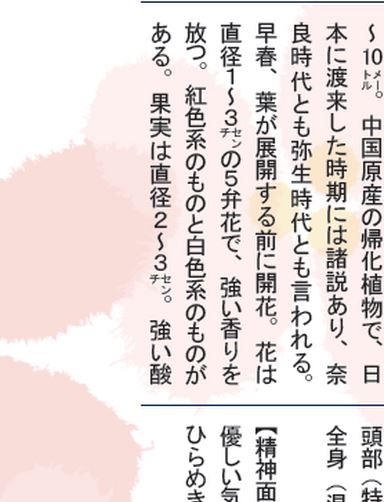 ～10メートル。中国原産の帰化植物で、日
本に渡来した時期には諸説あり、奈
良時代とも弥生時代とも言われる。
早春、葉が展開する前に開花。花は
直径1～3センチの5弁花で、強い香りを
放つ。紅色系のものと白色系のものが
ある。果実は直径2～3センチ。強い酸
頭部（特
全身（温
【精神面
優しい気
ひらめき